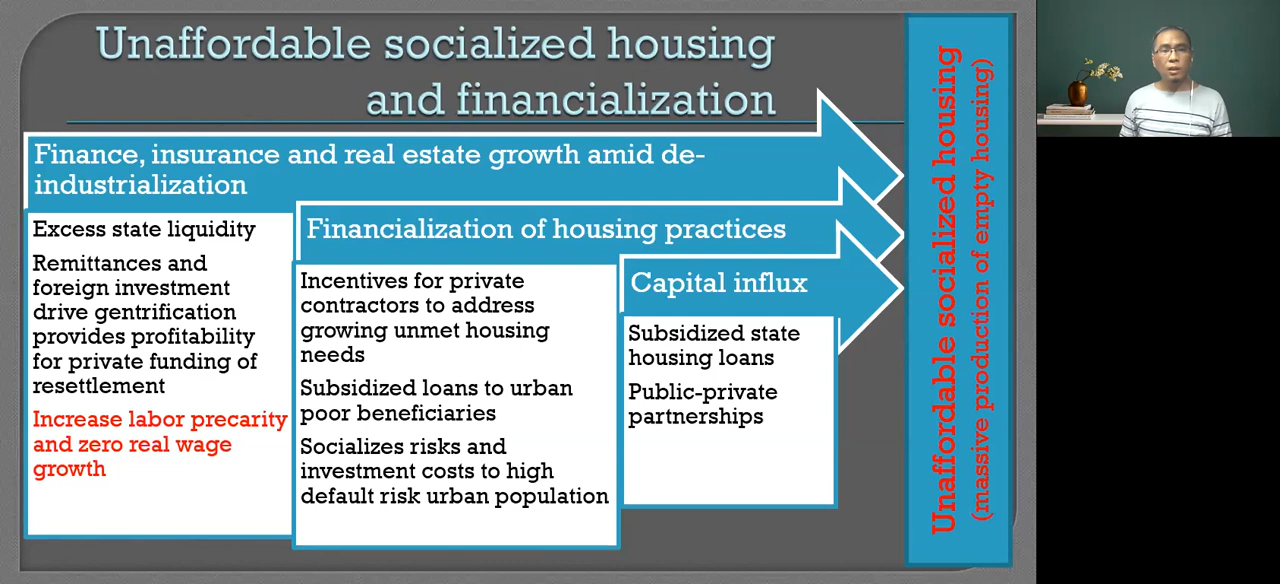 Unaffordable socialized housing
and financialization
Finance, insurance and real estate growth amid de-
industrialization
Excess state liquidity
Remittances and
foreign investment
drive gentrification
provides profitability
for private funding of
resettlement
Increase labor precarity
and zero real wage
growth
Financialization of housing practices
Incentives for private
contractors to address
growing unmet housing
needs
Subsidized loans to urban
poor beneficiaries
Socializes risks and
investment costs to high
default risk urban population
Capital influx
Subsidized state
housing loans
Public-private
partnerships
Unaffordable socialized housing
(massive production of empty housing)